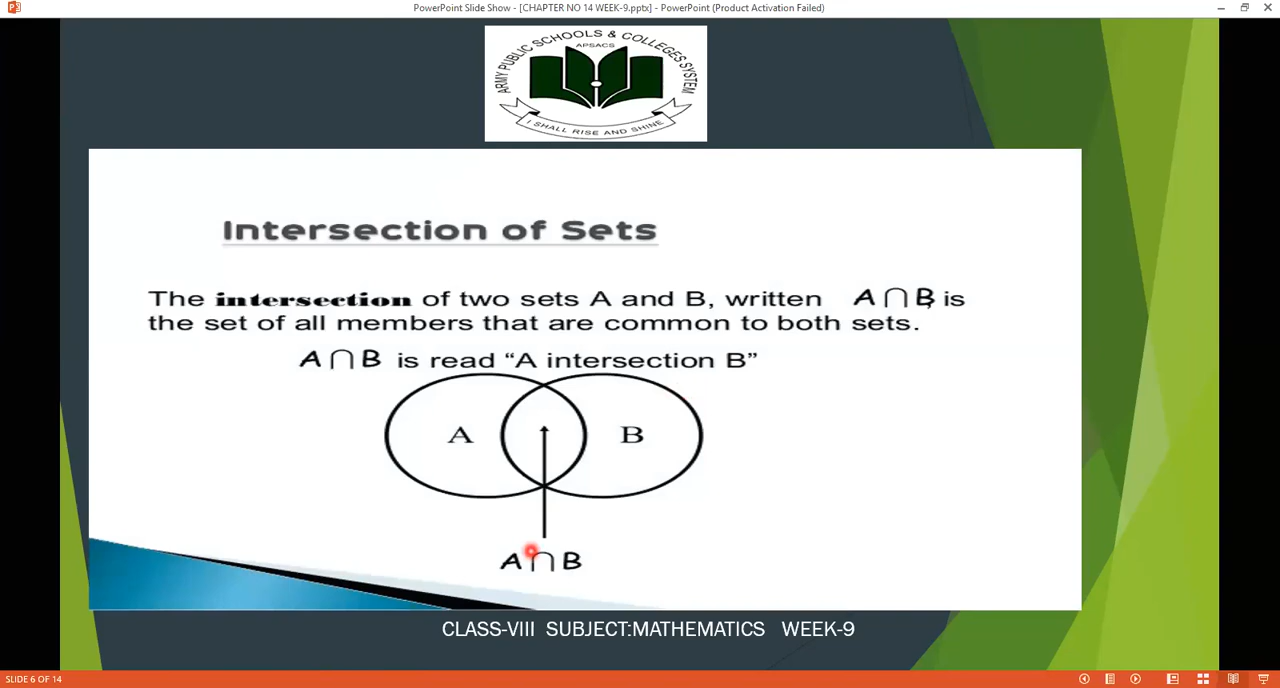 PowerPoint Slide Show - [CHAPTER NO 14 WEEK-9.pptx] - PowerPoint (Product Activation Failed)
ARMY PUBLIC SCHOOLS & COLLEGES SYSTEM
APSACS
I SHALL RISE AND SHINE
Intersection of Sets
The intersection of two sets A and B, written A ∩ B, is
the set of all members that are common to both sets.
A ∩ B is read “A intersection B”
A B
A ∩ B
CLASS-VIII SUBJECT:MATHEMATICS WEEK-9
SLIDE 6 OF 14